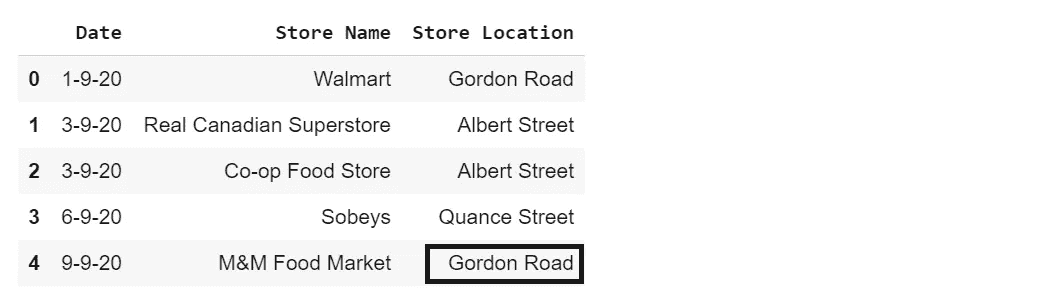 Date Store Name Store Location
0 1-9-20 Walmart Gordon Road
1 3-9-20 Real Canadian Superstore Albert Street
2 3-9-20 Co-op Food Store Albert Street
3 6-9-20 Sobeys Quance Street
4 9-9-20 M&M Food Market Gordon Road